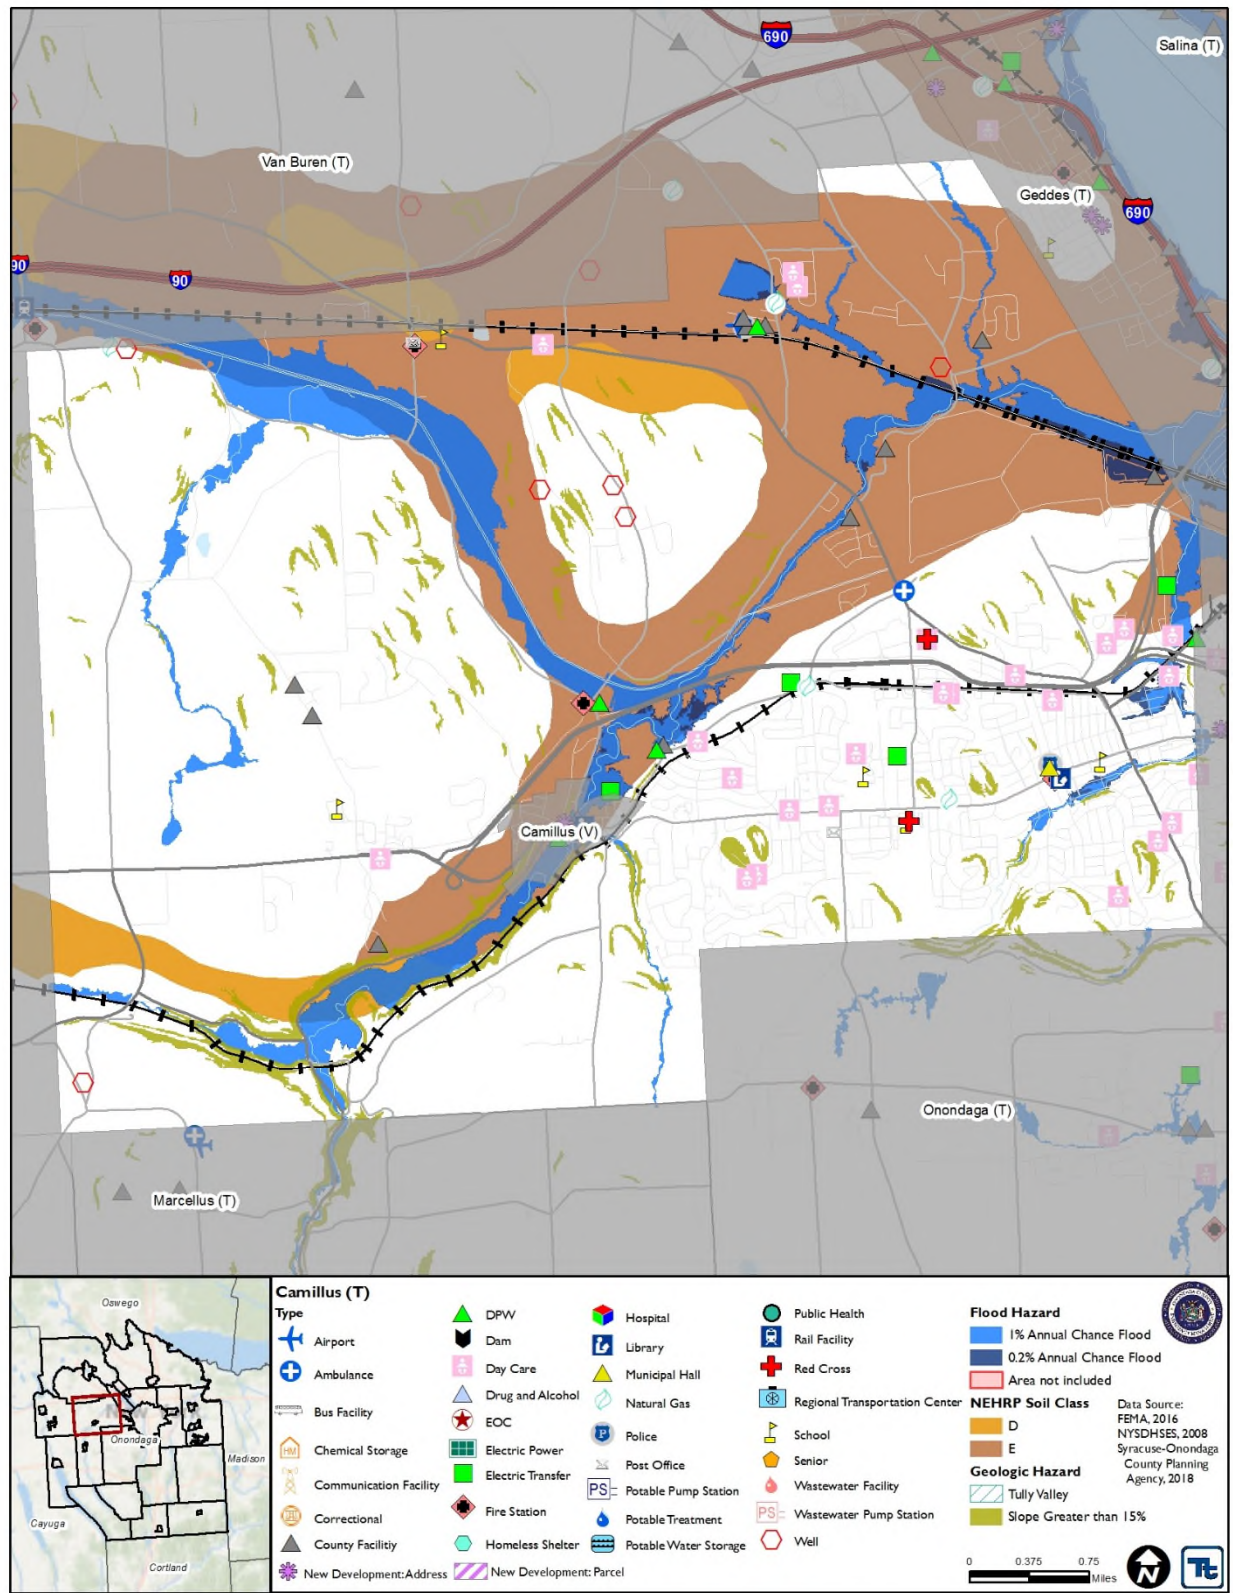 690
Salina (T)
Van Buren (T)
Geddes (T)
690
90
90
Camillus (V)
Onondaga (T)
Marcellus (T)
Oswego
Onondaga
Madison
Cayuga
Cortland
Camillus (T)
Type
Airport
Ambulance
Bus Facility
HM
Chemical Storage
Communication Facility
Correctional
County Facilitiy
New Development: Address
DPW
Dam
Day Care
Drug and Alcohol
EOC
Electric Power
Electric Transfer
Fire Station
Homeless Shelter
New Development: Parcel
Hospital
Library
Municipal Hall
Natural Gas
P
Police
Post Office
PS
Potable Pump Station
Potable Treatment
Potable Water Storage
Public Health
Rail Facility
Red Cross
Regional Transportation Center
School
Senior
Wastewater Facility
PS
Wastewater Pump Station
Well
Flood Hazard
1% Annual Chance Flood
0.2% Annual Chance Flood
Area not included
NEHRP Soil Class
D
E
Geologic Hazard
Tully Valley
Slope Greater than 15%
Data Source:
FEMA, 2016
NYSDHSES, 2008
Syracuse-Onondaga
County Planning
Agency, 2018
0 0.375 0.75
Miles
N
Tt